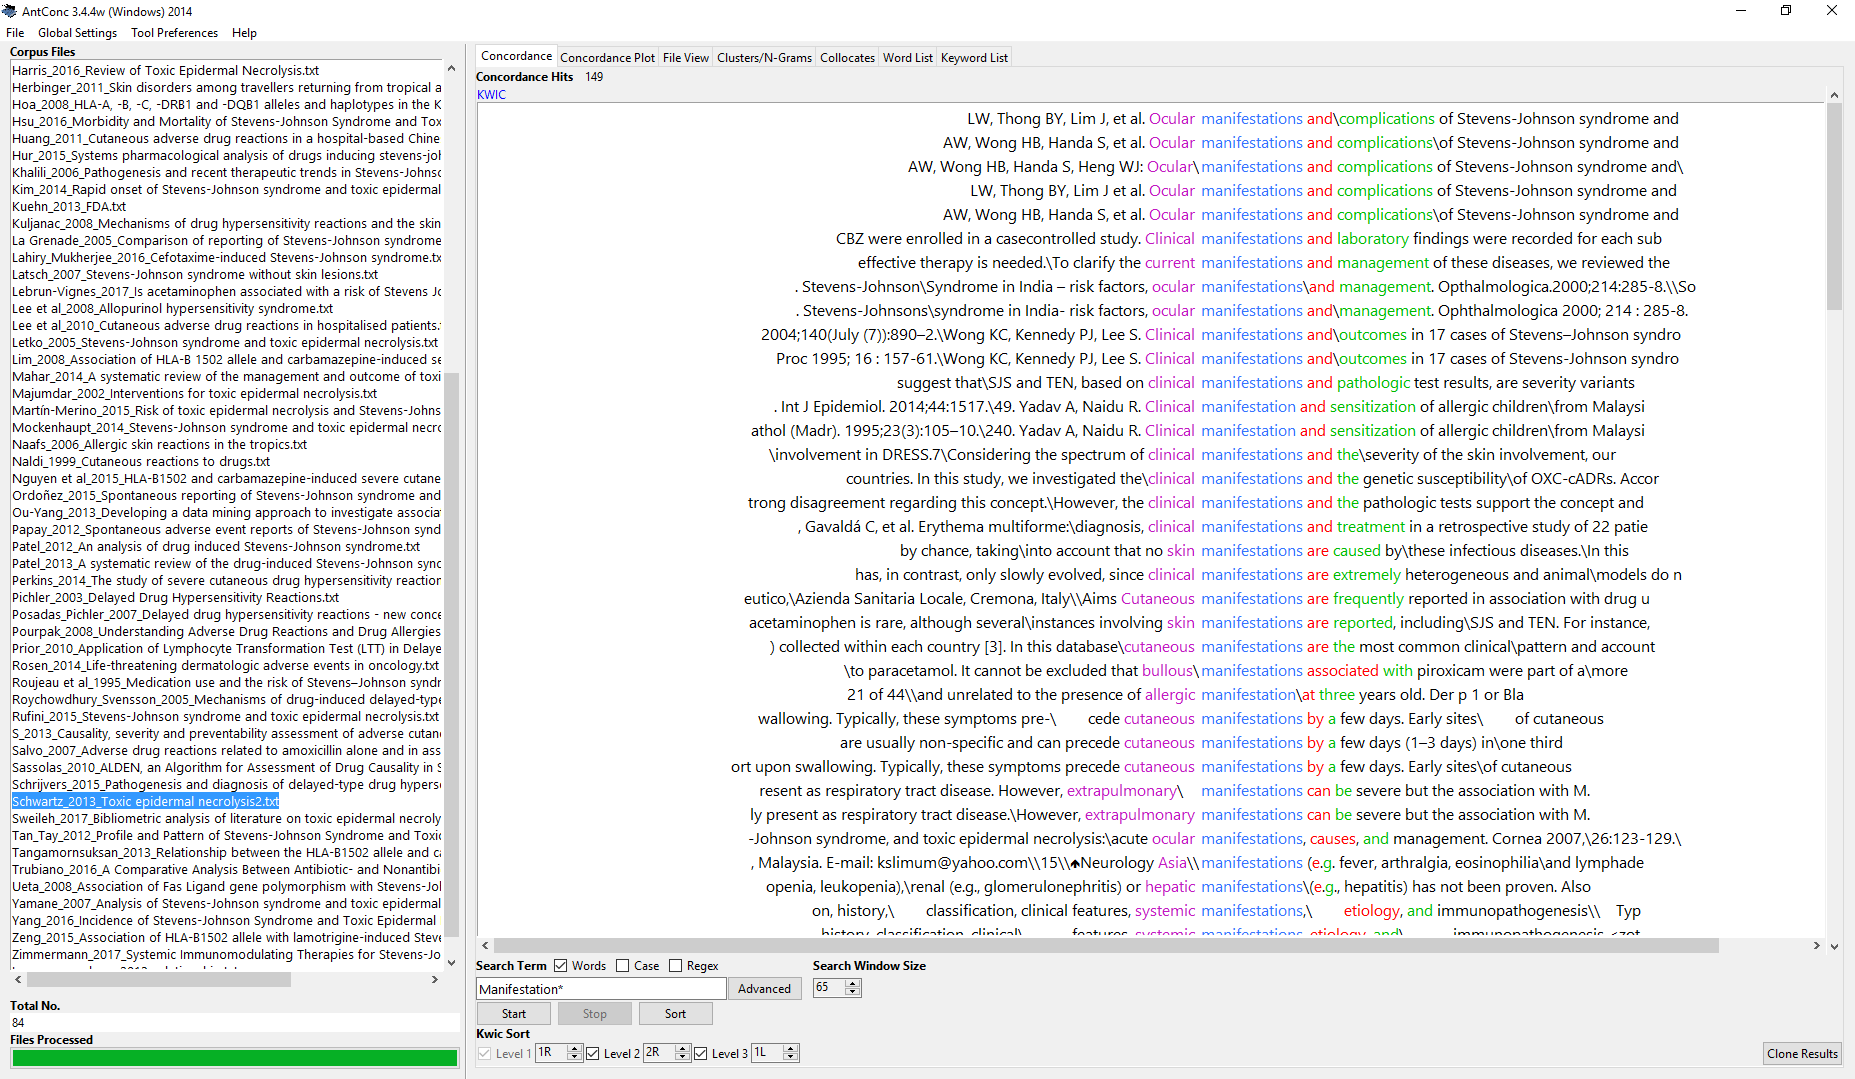 AntConc 3.4.4w (Windows) 2014
File Global Settings Tool Preferences Help
Corpus Files
Harris_2016_Review of Toxic Epidermal Necrolysis.txt
Herbinger_2011_Skin disorders among travellers returning from tropical a
Hoa_2008_HLA-A, -B, -C, -DRB1 and -DQB1 alleles and haplotypes in the K
Hsu_2016_Morbidity and Mortality of Stevens-Johnson Syndrome and Tox
Huang_2011_Cutaneous adverse drug reactions in a hospital-based Chine
Hur_2015_Systems pharmacological analysis of drugs inducing stevens-joh
Khalili_2006_Pathogenesis and recent therapeutic trends in Stevens-Johnso
Kim_2014_Rapid onset of Stevens-Johnson syndrome and toxic epidermal
Kuehn_2013_FDA.txt
Kuljanac_2008_Mechanisms of drug hypersensitivity reactions and the skin
La Grenade_2005_Comparison of reporting of Stevens-Johnson syndrome
Lahiry_Mukherjee_2016_Cefotaxime-induced Stevens-Johnson syndrome.tx
Latsch_2007_Stevens-Johnson syndrome without skin lesions.txt
Lebrun-Vignes_2017_Is acetaminophen associated with a risk of Stevens Jo
Lee et al_2008_Allopurinol hypersensitivity syndrome.txt
Lee et al_2010_Cutaneous adverse drug reactions in hospitalised patients.
Letko_2005_Stevens-Johnson syndrome and toxic epidermal necrolysis.txt
Lim_2008_Association of HLA-B 1502 allele and carbamazepine-induced se
Mahar_2014_A systematic review of the management and outcome of toxi
Majumdar_2002_Interventions for toxic epidermal necrolysis.txt
Martín-Merino_2015_Risk of toxic epidermal necrolysis and Stevens-Johns
Mockenhaupt_2014_Stevens-Johnson syndrome and toxic epidermal necro
Naafs_2006_Allergic skin reactions in the tropics.txt
Naldi_1999_Cutaneous reactions to drugs.txt
Nguyen et al_2015_HLA-B1502 and carbamazepine-induced severe cutane
Ordoñez_2015_Spontaneous reporting of Stevens-Johnson syndrome and
Ou-Yang_2013_Developing a data mining approach to investigate associat
Papay_2012_Spontaneous adverse event reports of Stevens-Johnson synd
Patel_2012_An analysis of drug induced Stevens-Johnson syndrome.txt
Patel_2013_A systematic review of the drug-induced Stevens-Johnson sync
Perkins_2014_The study of severe cutaneous drug hypersensitivity reaction
Pichler_2003_Delayed Drug Hypersensitivity Reactions.txt
Posadas_Pichler_2007_Delayed drug hypersensitivity reactions - new conce
Pourpak_2008_Understanding Adverse Drug Reactions and Drug Allergies
Prior_2010_Application of Lymphocyte Transformation Test (LTT) in Delaye
Rosen_2014_Life-threatening dermatologic adverse events in oncology.txt
Roujeau et al_1995_Medication use and the risk of Stevens–Johnson syndr
Roychowdhury_Svensson_2005_Mechanisms of drug-induced delayed-type
Rufini_2015_Stevens-Johnson syndrome and toxic epidermal necrolysis.txt
S_2013_Causality, severity and preventability assessment of adverse cutan
Salvo_2007_Adverse drug reactions related to amoxicillin alone and in ass
Sassolas_2010_ALDEN, an Algorithm for Assessment of Drug Causality in S
Schrijvers_2015_Pathogenesis and diagnosis of delayed-type drug hyperse
Schwartz_2013_Toxic epidermal necrolysis2.txt
Sweileh_2017_Bibliometric analysis of literature on toxic epidermal necroly
Tan_Tay_2012_Profile and Pattern of Stevens-Johnson Syndrome and Toxic
Tangamornsuksan_2013_Relationship between the HLA-B1502 allele and ca
Trubiano_2016_A Comparative Analysis Between Antibiotic- and Nonantibi
Ueta_2008_Association of Fas Ligand gene polymorphism with Stevens-Jol
Yamane_2007_Analysis of Stevens-Johnson syndrome and toxic epidermal
Yang_2016_Incidence of Stevens-Johnson Syndrome and Toxic Epidermal
Zeng_2015_Association of HLA-B1502 allele with lamotrigine-induced Steve
Zimmermann_2017_Systemic Immunomodulating Therapies for Stevens-Jo
Total No.
84
Files Processed
Concordance Concordance Plot File View Clusters/N-Grams Collocates Word List Keyword List
Concordance Hits 149
KWIC
LW, Thong BY, Lim J, et al. Ocular manifestations and\complications of Stevens-Johnson syndrome and
AW, Wong HB, Handa S, et al. Ocular manifestations and complications\of Stevens-Johnson syndrome and
AW, Wong HB, Handa S, Heng WJ: Ocular\manifestations and complications of Stevens-Johnson syndrome and\
LW, Thong BY, Lim J et al. Ocular manifestations and complications of Stevens-Johnson syndrome and
AW, Wong HB, Handa S, et al. Ocular manifestations and complications\of Stevens-Johnson syndrome and
CBZ were enrolled in a casecontrolled study. Clinical manifestations and laboratory findings were recorded for each sub
effective therapy is needed.\To clarify the current manifestations and management of these diseases, we reviewed the
. Stevens-Johnson\Syndrome in India – risk factors, ocular manifestations\and management. Opthalmologica.2000;214:285-8.\\So
. Stevens-Johnsons\syndrome in India- risk factors, ocular manifestations and\management. Ophthalmologica 2000; 214 : 285-8.
2004;140(July (7)):890–2.\Wong KC, Kennedy PJ, Lee S. Clinical manifestations and\outcomes in 17 cases of Stevens–Johnson syndro
Proc 1995; 16 : 157-61.\Wong KC, Kennedy PJ, Lee S. Clinical manifestations and\outcomes in 17 cases of Stevens-Johnson syndro
suggest that\SJS and TEN, based on clinical manifestations and pathologic test results, are severity variants
. Int J Epidemiol. 2014;44:1517.\49. Yadav A, Naidu R. Clinical manifestation and sensitization of allergic children\from Malaysi
athol (Madr). 1995;23(3):105–10.\240. Yadav A, Naidu R. Clinical manifestation and sensitization of allergic children\from Malaysi
\involvement in DRESS.7\Considering the spectrum of clinical manifestations and the\severity of the skin involvement, our
countries. In this study, we investigated the\clinical manifestations and the genetic susceptibility\of OXC-cADRs. Accor
trong disagreement regarding this concept.\However, the clinical manifestations and the pathologic tests support the concept and
, Gavaldá C, et al. Erythema multiforme:\diagnosis, clinical manifestations and treatment in a retrospective study of 22 patie
by chance, taking\into account that no skin manifestations are caused by\these infectious diseases.\In this
has, in contrast, only slowly evolved, since clinical manifestations are extremely heterogeneous and animal\models do n
eutico,\Azienda Sanitaria Locale, Cremona, Italy\\Aims Cutaneous manifestations are frequently reported in association with drug u
acetaminophen is rare, although several\instances involving skin manifestations are reported, including\SJS and TEN. For instance,
) collected within each country [3]. In this database\cutaneous manifestations are the most common clinical\pattern and account
\to paracetamol. It cannot be excluded that bullous\manifestations associated with piroxicam were part of a\more
21 of 44\\and unrelated to the presence of allergic manifestation\at three years old. Der p 1 or Bla
wallowing. Typically, these symptoms pre-\ cede cutaneous manifestations by a few days. Early sites\ of cutaneous
are usually non-specific and can precede cutaneous manifestations by a few days (1–3 days) in\one third
ort upon swallowing. Typically, these symptoms precede cutaneous manifestations by a few days. Early sites\of cutaneous
resent as respiratory tract disease. However, extrapulmonary\ manifestations can be severe but the association with M.
ly present as respiratory tract disease.\However, extrapulmonary manifestations can be severe but the association with M.
-Johnson syndrome, and toxic epidermal necrolysis:\acute ocular manifestations, causes, and management. Cornea 2007,\26:123-129.\
, Malaysia. E-mail: kslimum@yahoo.com\\15\\♠Neurology Asia\\manifestations (e.g. fever, arthralgia, eosinophilia\and lymphade
openia, leukopenia),\renal (e.g., glomerulonephritis) or hepatic manifestations\(e.g., hepatitis) has not been proven. Also
on, history,\ classification, clinical features, systemic manifestations,\ etiology, and immunopathogenesis\\ Typ
history, classification, clinical\ features, systemic manifestations, etiology, and\ immunopathogenesis.
Search Term Words Case Regex Search Window Size
Manifestation* Advanced 65
Start Stop Sort
Kwic Sort
Level 1 1R Level 2 2R Level 3 1L
Clone Results